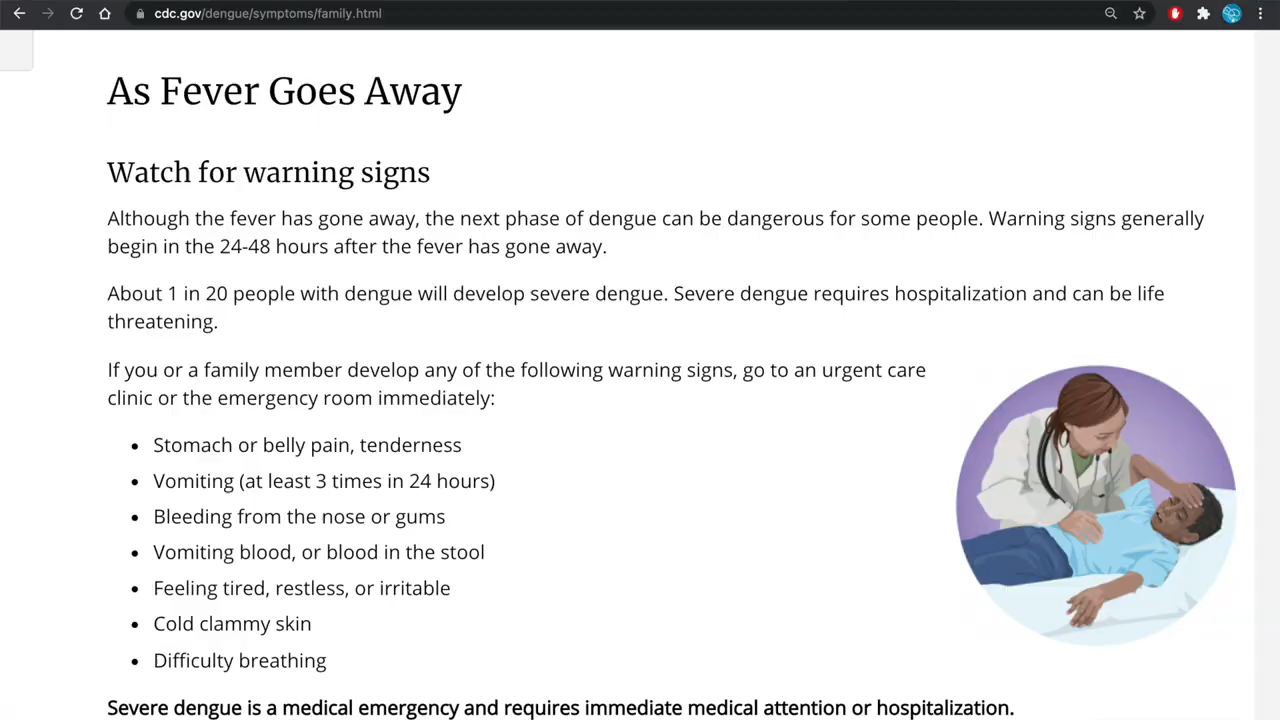 cdc.gov/dengue/symptoms/family.html
As Fever Goes Away
Watch for warning signs
Although the fever has gone away, the next phase of dengue can be dangerous for some people. Warning signs generally
begin in the 24-48 hours after the fever has gone away.
About 1 in 20 people with dengue will develop severe dengue. Severe dengue requires hospitalization and can be life
threatening.
If you or a family member develop any of the following warning signs, go to an urgent care
clinic or the emergency room immediately:
• Stomach or belly pain, tenderness
• Vomiting (at least 3 times in 24 hours)
• Bleeding from the nose or gums
• Vomiting blood, or blood in the stool
• Feeling tired, restless, or irritable
• Cold clammy skin
• Difficulty breathing
Severe dengue is a medical emergency and requires immediate medical attention or hospitalization.